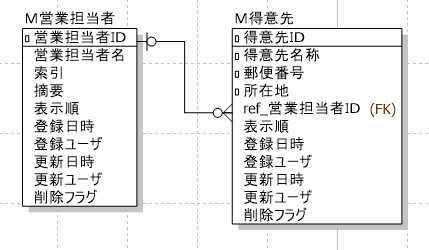 M営業担当者
営業担当者ID
営業担当者名
索引
摘要
表示順
登録日時
登録ユーザ
更新日時
更新ユーザ
削除フラグ
M得意先
得意先ID
得意先名称
郵便番号
所在地
ref_営業担当者ID (FK)
表示順
登録日時
登録ユーザ
更新日時
更新ユーザ
削除フラグ